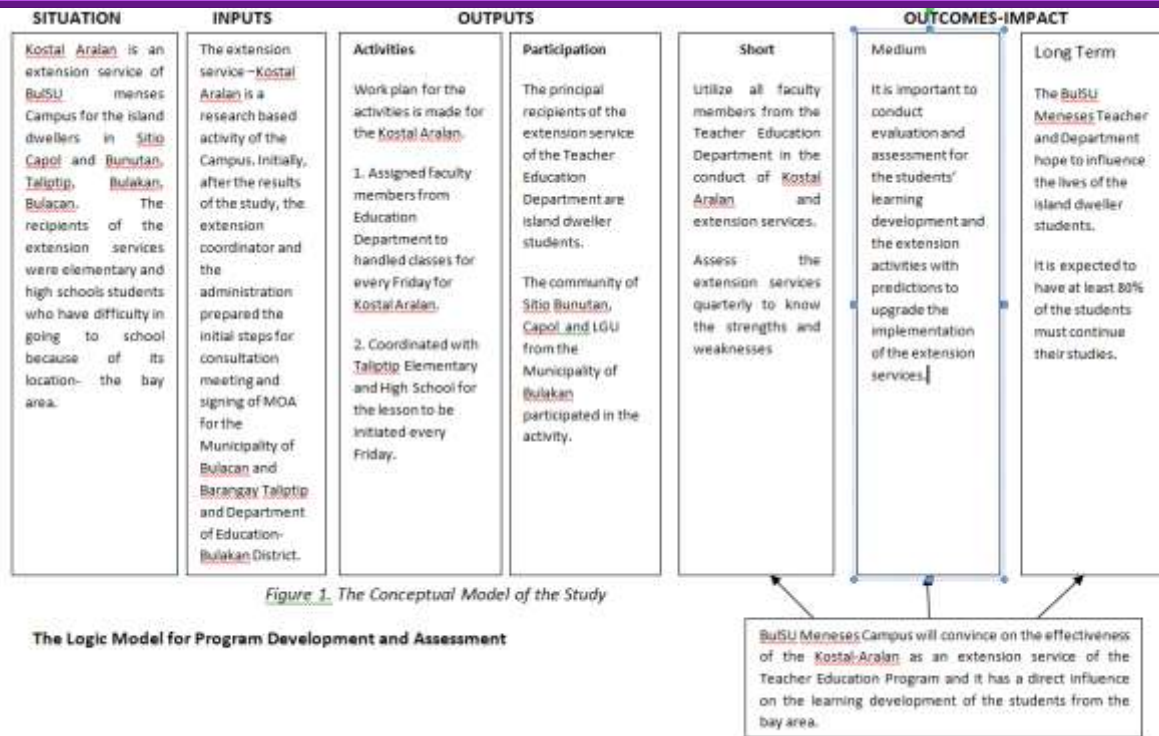 SITUATION
INPUTS
OUTPUTS
OUTCOMES-IMPACT
Kostal Aralan is an
extension service of
BulSU menses
Campus for the island
dwellers in Sitio
Capol and Bunutan,
Taliptip, Bulakan,
Bulacan. The
recipients of the
extension services
were elementary and
high schools students
who have difficulty in
going to school
because of its
location- the bay
area.
The extension
service –Kostal
Aralan is a
research based
activity of the
Campus. Initially,
after the results
of the study, the
extension
coordinator and
the
administration
prepared the
initial steps for
consultation
meeting and
signing of MOA
for the
Municipality of
Bulacan and
Barangay Taliptip
and Department
of Education-
Bulakan District.
Activities
Work plan for the
activities is made for
the Kostal Aralan.
1. Assigned faculty
members from
Education
Department to
handled classes for
every Friday for
Kostal Aralan.
2. Coordinated with
Taliptip Elementary
and High School for
the lesson to be
initiated every
Friday.
Participation
The principal
recipients of the
extension service
of the Teacher
Education
Department are
island dweller
students.
The community of
Sitio Bunutan,
Capol and LGU
from the
Municipality of
Bulakan
participated in the
activity.
Short
Utilize all faculty
members from the
Teacher Education
Department in the
conduct of Kostal
Aralan and
extension services.
Assess the
extension services
quarterly to know
the strengths and
weaknesses
Medium
It is important to
conduct
evaluation and
assessment for
the students'
learning
development and
the extension
activities with
predictions to
upgrade the
implementation
of the extension
services.
Long Term
The BulSU
Meneses Teacher
and Department
hope to influence
the lives of the
island dweller
students.
It is expected to
have at least 80%
of the students
must continue
their studies.
Figure 1. The Conceptual Model of the Study
The Logic Model for Program Development and Assessment
BulSU Meneses Campus will convince on the effectiveness
of the Kostal-Aralan as an extension service of the
Teacher Education Program and it has a direct influence
on the learning development of the students from the
bay area.